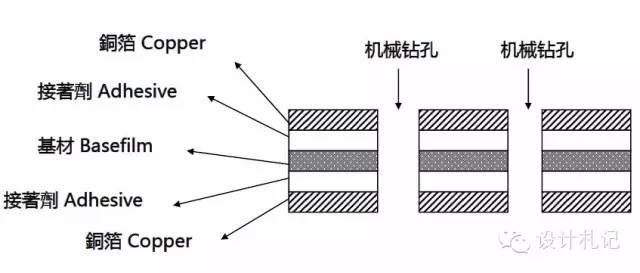 銅箔 Copper
机械钻孔 机械钻孔
接著劑 Adhesive
基材 Basefilm
接著劑 Adhesive
銅箔 Copper
设计札记